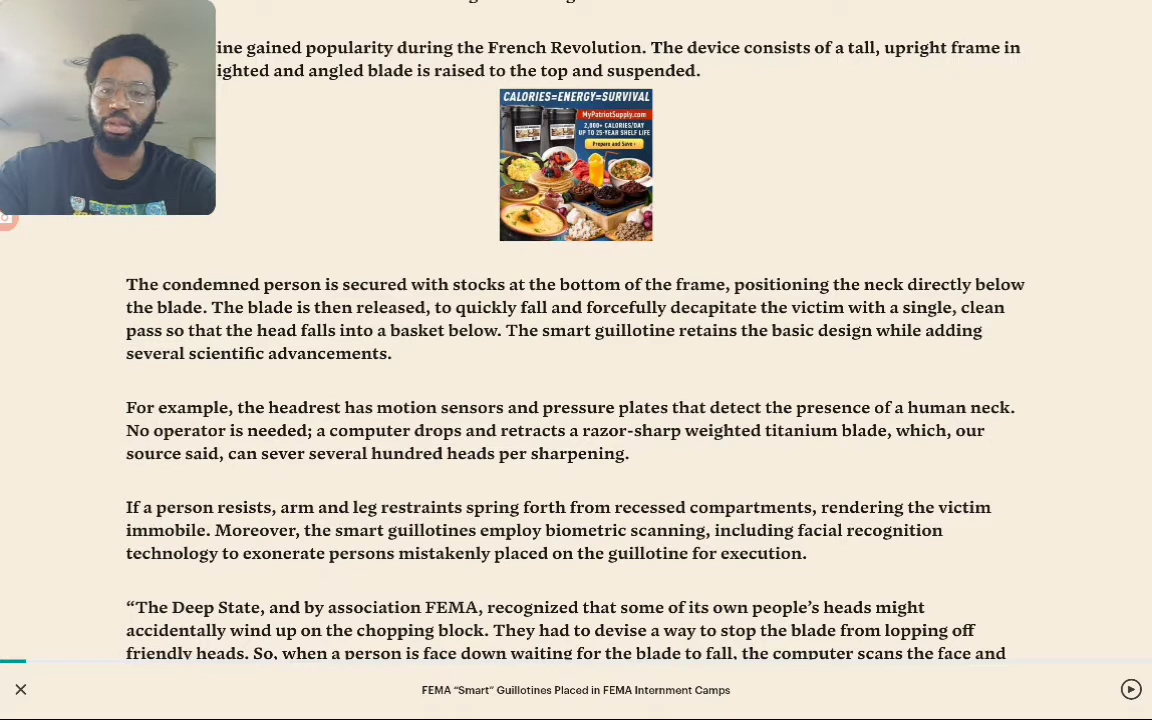 ine gained popularity during the French Revolution. The device consists of a tall, upright frame in
ighted and angled blade is raised to the top and suspended.
CALORIES=ENERGY=SURVIVAL
MyPatriotSupply.com
2,000+ CALORIES/DAY
UP TO 25-YEAR SHELF LIFE
Prepare and Save
The condemned person is secured with stocks at the bottom of the frame, positioning the neck directly below
the blade. The blade is then released, to quickly fall and forcefully decapitate the victim with a single, clean
pass so that the head falls into a basket below. The smart guillotine retains the basic design while adding
several scientific advancements.
For example, the headrest has motion sensors and pressure plates that detect the presence of a human neck.
No operator is needed; a computer drops and retracts a razor-sharp weighted titanium blade, which, our
source said, can sever several hundred heads per sharpening.
If a person resists, arm and leg restraints spring forth from recessed compartments, rendering the victim
immobile. Moreover, the smart guillotines employ biometric scanning, including facial recognition
technology to exonerate persons mistakenly placed on the guillotine for execution.
“The Deep State, and by association FEMA, recognized that some of its own people’s heads might
accidentally wind up on the chopping block. They had to devise a way to stop the blade from lopping off
friendly heads. So, when a person is face down waiting for the blade to fall, the computer scans the face and
FEMA “Smart” Guillotines Placed in FEMA Internment Camps